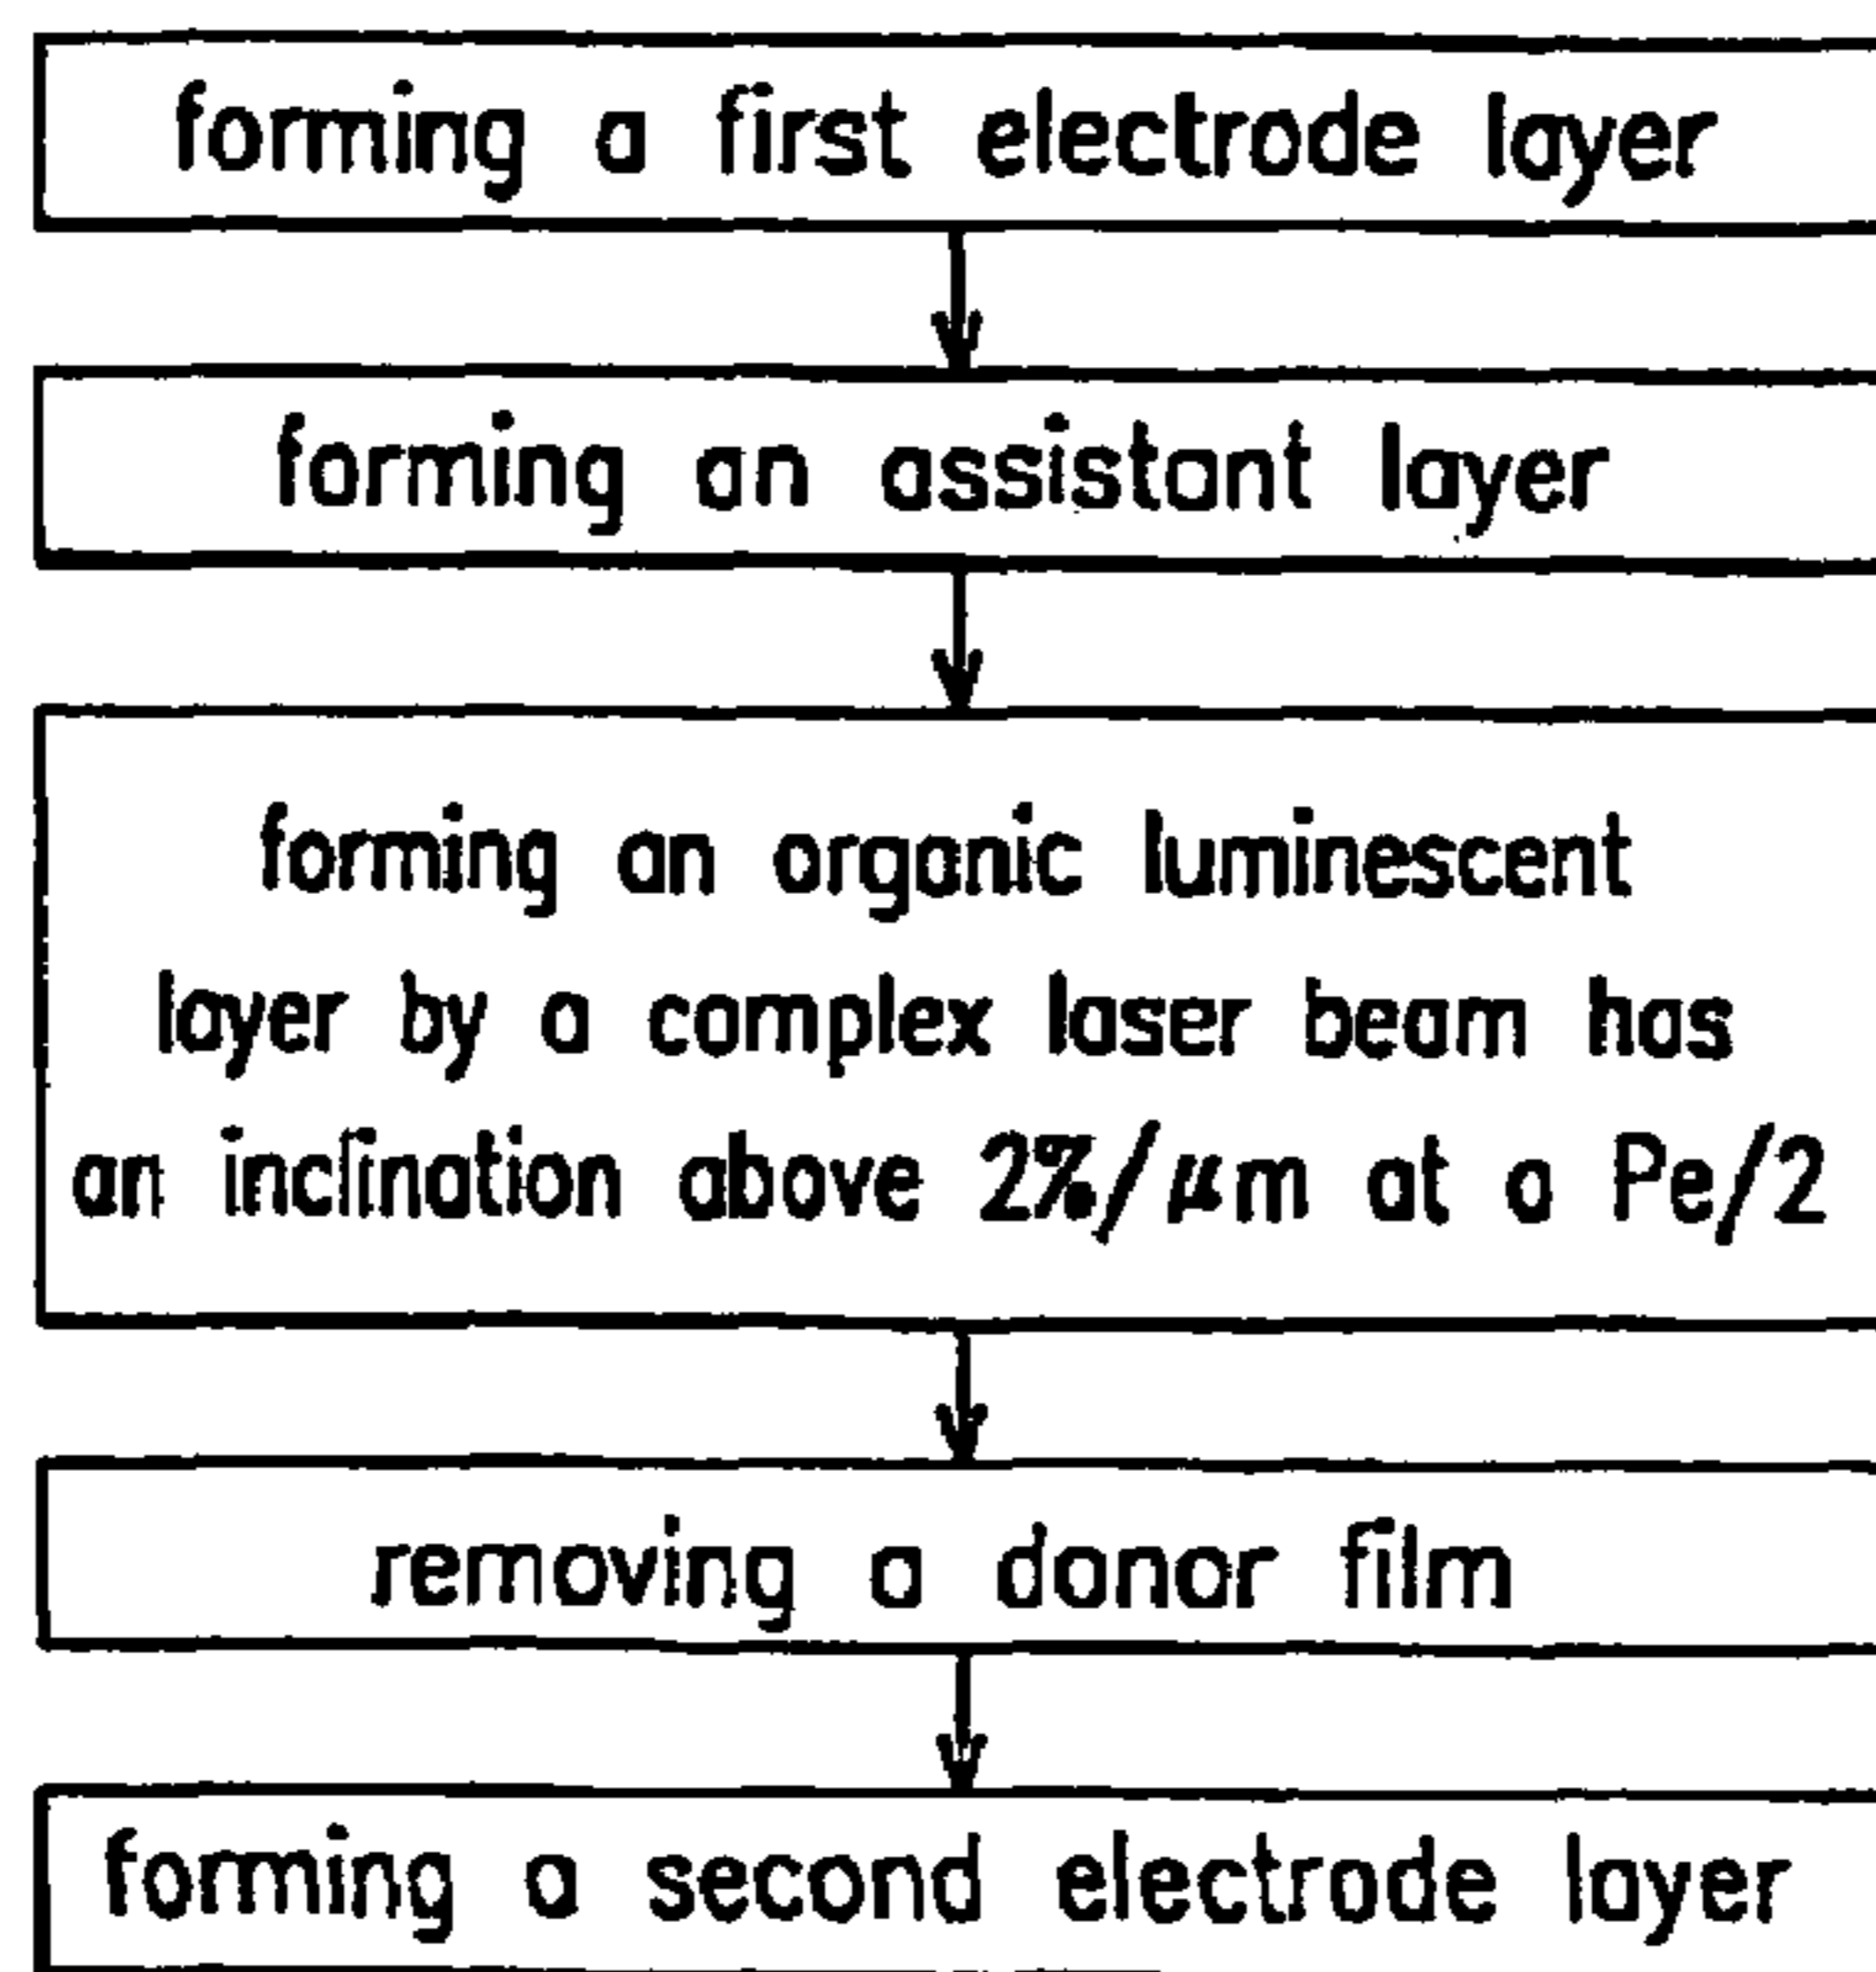 forming a first electrode layer
forming an assistant layer
forming an organic luminescent
layer by a complex laser beam has
an inclination above 2%/μm at a Pe/2
removing a donor film
forming a second electrode layer